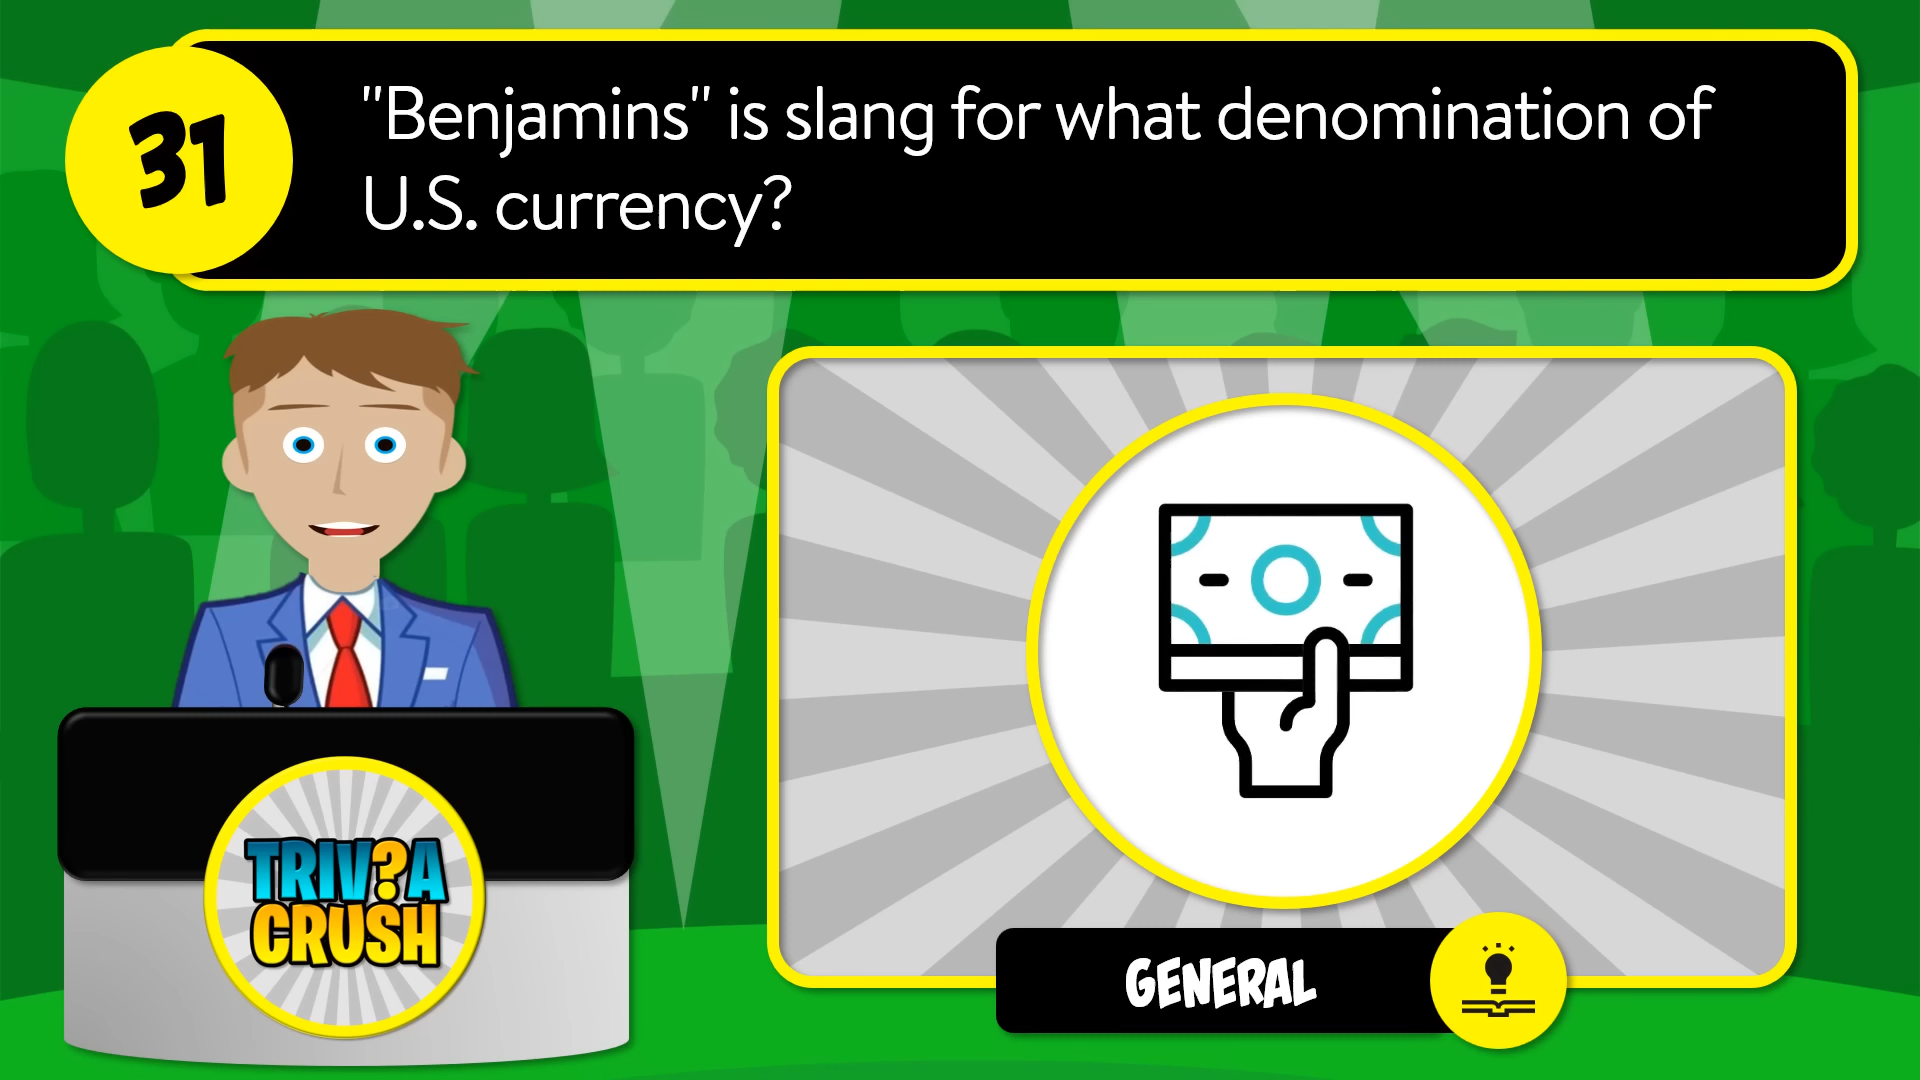 31
"Benjamins" is slang for what denomination of
U.S. currency?
TRIV?A
CRUSH
GENERAL